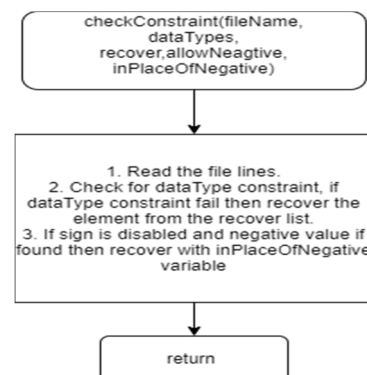 checkConstraint(fileName,
dataTypes,
recover,allowNeagtive,
inPlaceOfNegative)
1. Read the file lines.
2. Check for dataType constraint, if
dataType constraint fail then recover the
element from the recover list.
3. If sign is disabled and negative value if
found then recover with inPlaceOfNegative
variable
return